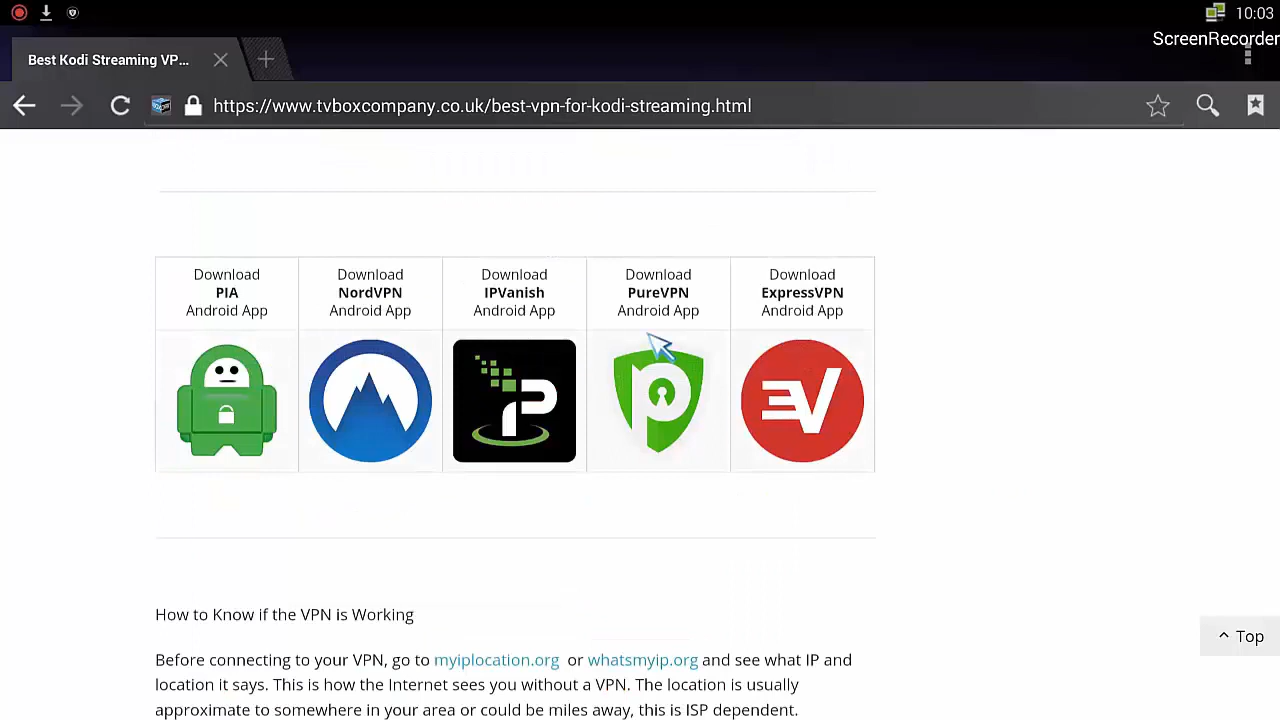 10:03
ScreenRecorder
Best Kodi Streaming VP...
https://www.tvboxcompany.co.uk/best-vpn-for-kodi-streaming.html
Download PIA Android App
Download NordVPN Android App
Download IPVanish Android App
Download PureVPN Android App
Download ExpressVPN Android App
P
p
EV
How to Know if the VPN is Working
Top
Before connecting to your VPN, go to myiplocation.org or whatsmyip.org and see what IP and
location it says. This is how the Internet sees you without a VPN. The location is usually
approximate to somewhere in your area or could be miles away, this is ISP dependent.